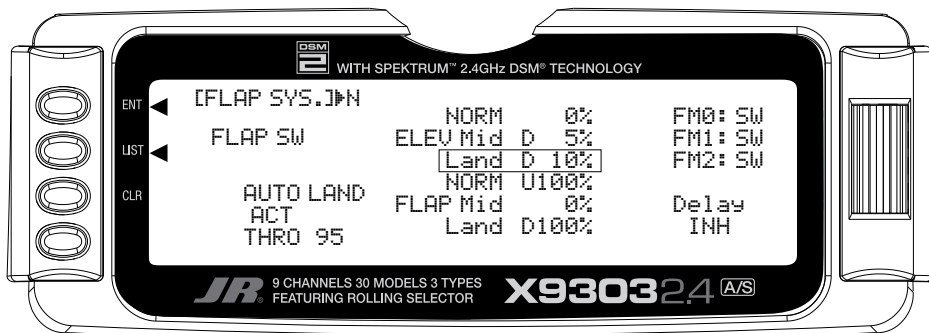 DSM
2
WITH SPEKTRUM™ 2.4GHz DSM® TECHNOLOGY
ENT
LIST
CLR
[FLAP SYS.]▶N
FLAP SW
AUTO LAND
ACT
THRO 95
NORM 0%
ELEV Mid D 5%
Land D 10%
NORM U100%
FLAP Mid 0%
Land D100%
FM0: SW
FM1: SW
FM2: SW
Delay
INH
JR®
9 CHANNELS 30 MODELS 3 TYPES
FEATURING ROLLING SELECTOR
X9303 2.4 A/S